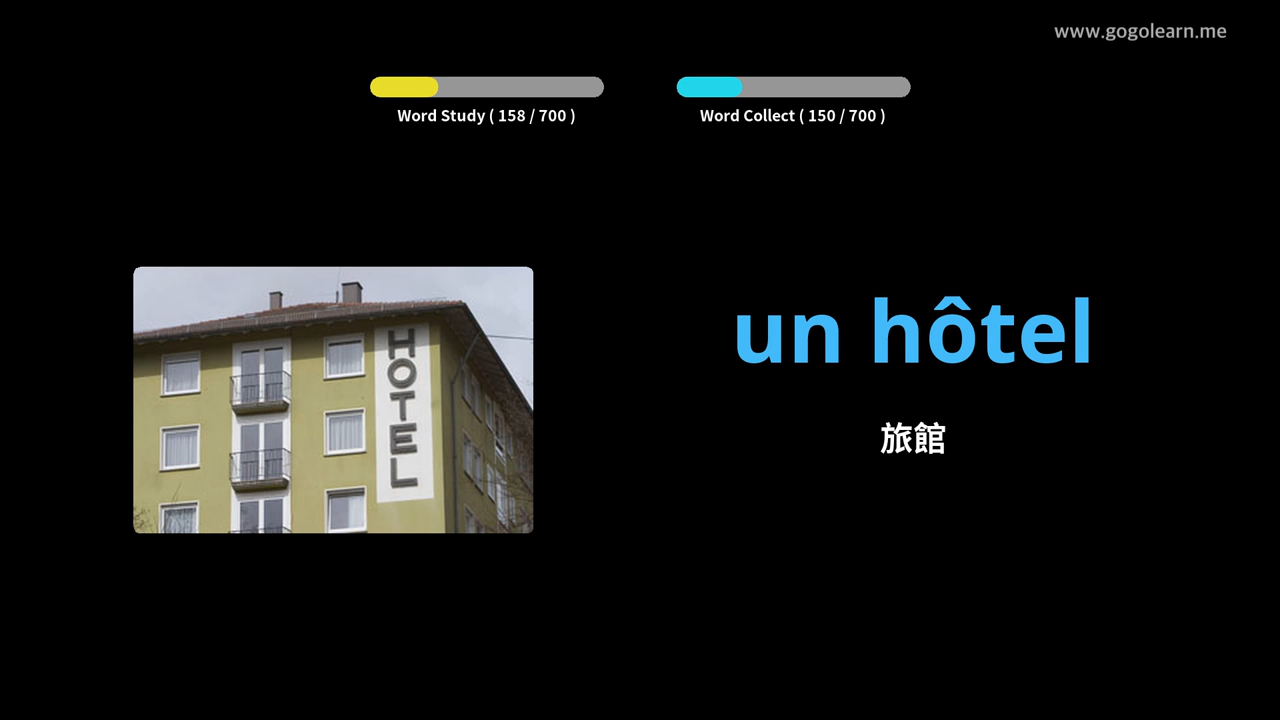 www.gogolearn.me
Word Study ( 158 / 700 )
Word Collect ( 150 / 700 )
HOTEL
un hôtel
旅館